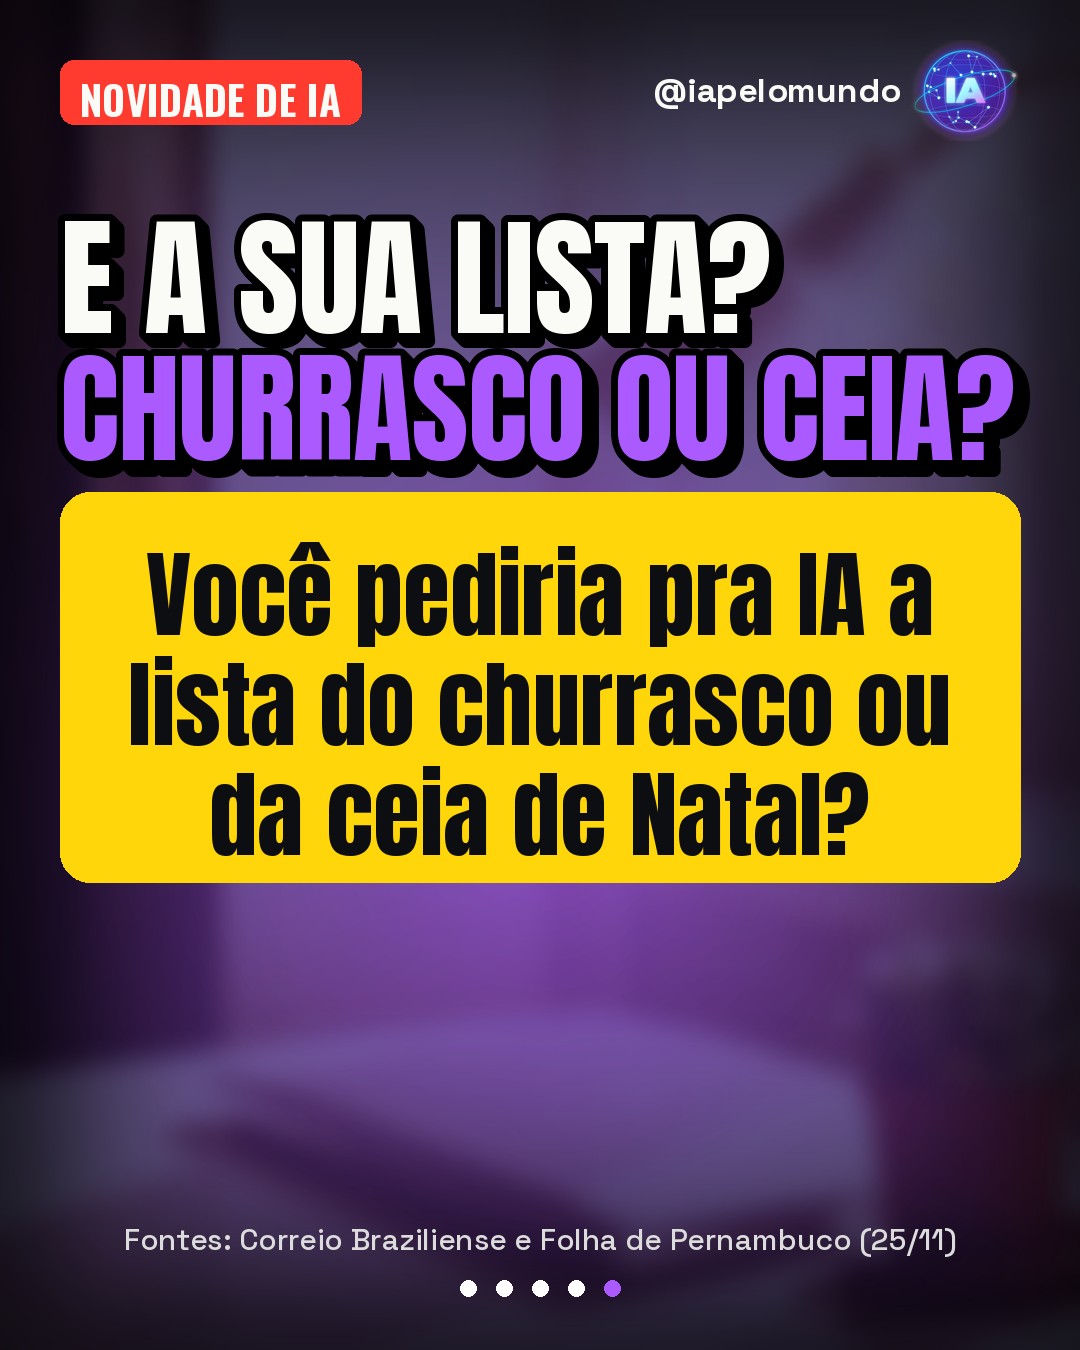 NOVIDADE DE IA
@iapelomundo
IA
E A SUA LISTA?
CHURRASCO OU CEIA?
Você pediria pra IA a
lista do churrasco ou
da ceia de Natal?
Fontes: Correio Braziliense e Folha de Pernambuco (25/11)